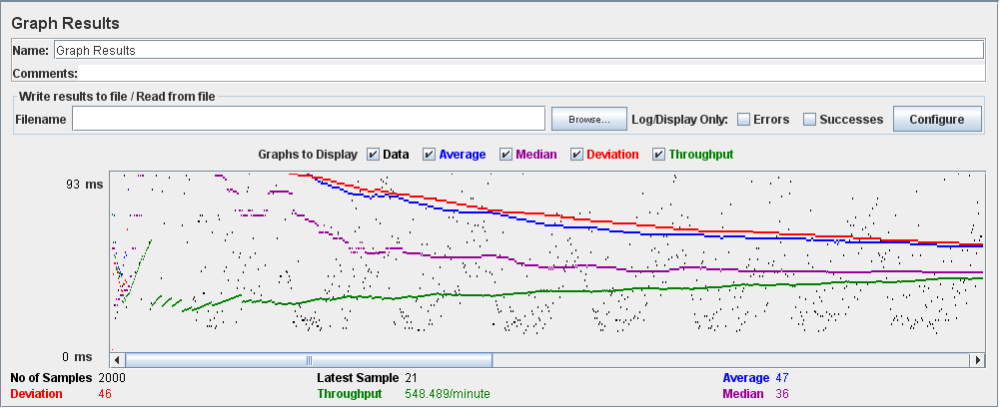 Graph Results
Name: Graph Results
Comments:
Write results to file / Read from file
Filename Browse... Log/Display Only: Errors Successes Configure
Graphs to Display Data Average Median Deviation Throughput
93 ms
0 ms
No of Samples 2000 Latest Sample 21 Average 47
Deviation 46 Throughput 548.489/minute Median 36